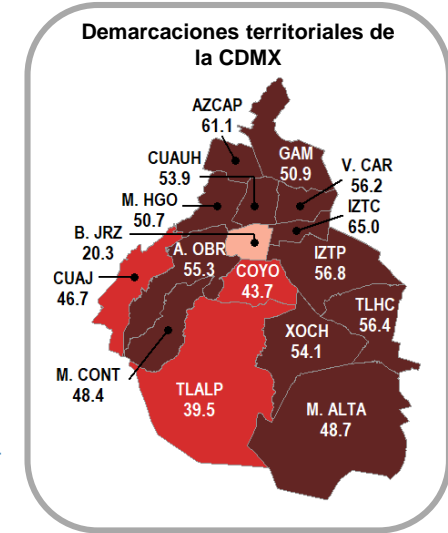 Demarcaciones territoriales de
la CDMX
AZCAP
61.1
GAM
50.9
CUAUH
53.9
V. CAR
56.2
M. HGO
50.7
IZTC
65.0
B. JRZ
20.3
A. OBR
55.3
IZTP
56.8
CUAJ
46.7
COYO
43.7
TLHC
56.4
XOCH
54.1
M. CONT
48.4
TLALP
39.5
M. ALTA
48.7